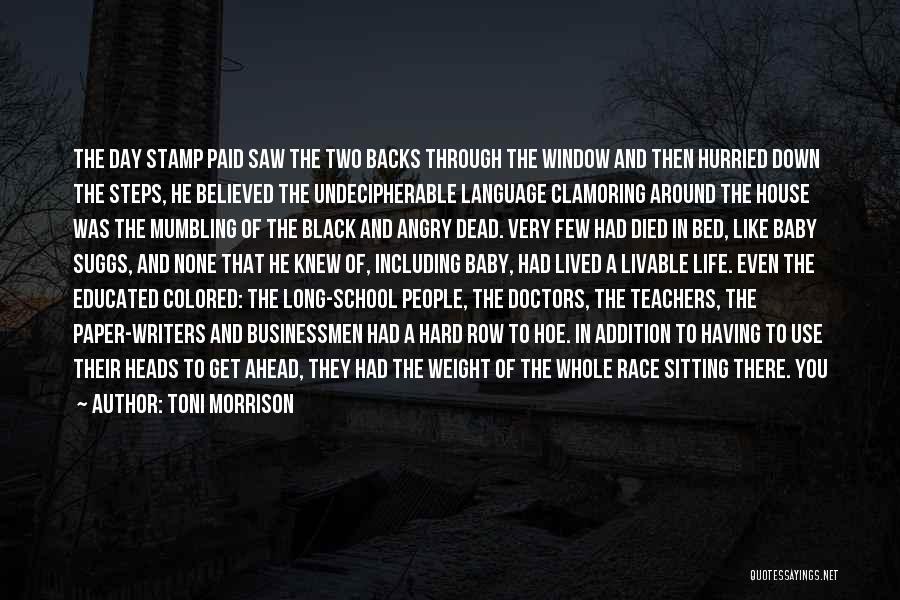 THE DAY STAMP PAID SAW THE TWO BACKS THROUGH THE WINDOW AND THEN HURRIED DOWN
THE STEPS, HE BELIEVED THE UNDECIPHERABLE LANGUAGE CLAMORING AROUND THE HOUSE
WAS THE MUMBLING OF THE BLACK AND ANGRY DEAD. VERY FEW HAD DIED IN BED, LIKE BABY
SUGGS, AND NONE THAT HE KNEW OF, INCLUDING BABY, HAD LIVED A LIVABLE LIFE. EVEN THE
EDUCATED COLORED: THE LONG-SCHOOL PEOPLE, THE DOCTORS, THE TEACHERS, THE
PAPER-WRITERS AND BUSINESSMEN HAD A HARD ROW TO HOE. IN ADDITION TO HAVING TO USE
THEIR HEADS TO GET AHEAD, THEY HAD THE WEIGHT OF THE WHOLE RACE SITTING THERE. YOU
~ AUTHOR: TONI MORRISON
QUOTESSAYINGS.NET